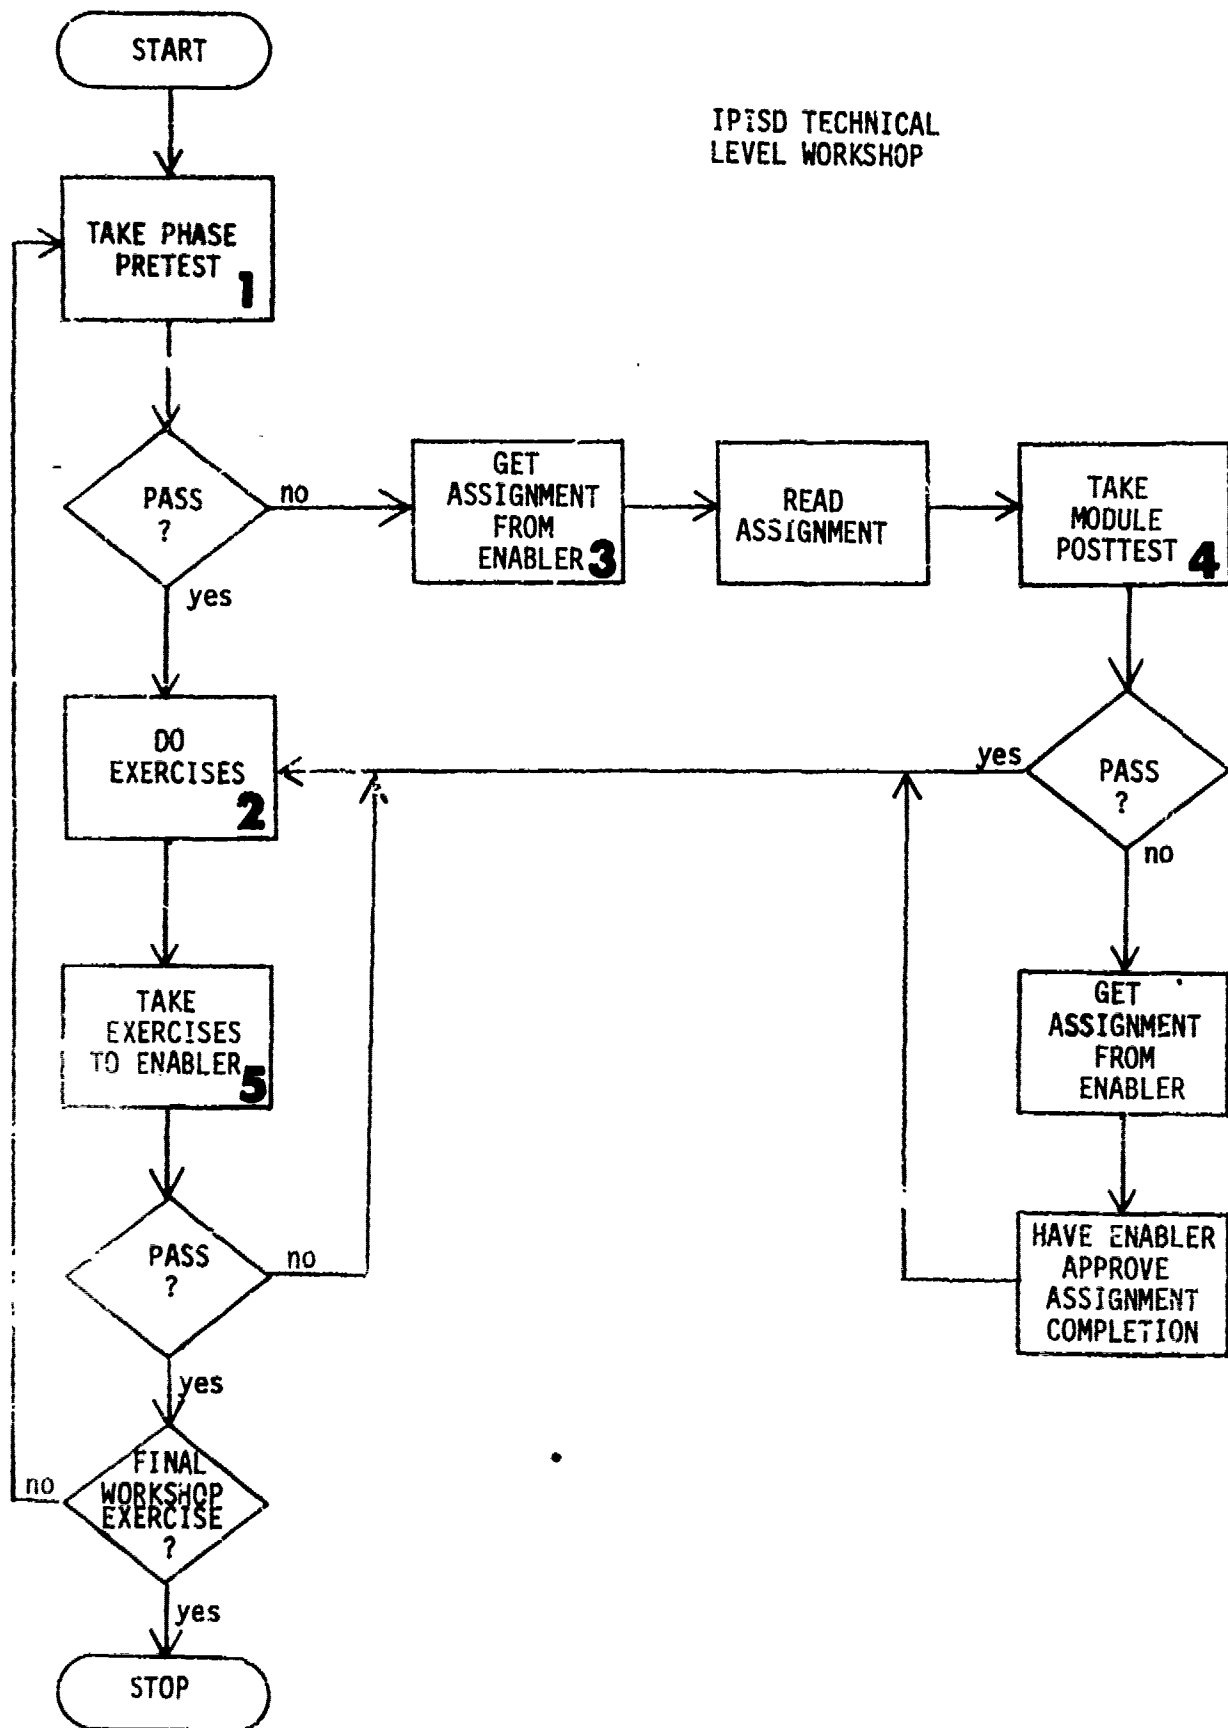 START
IPISD TECHNICAL
LEVEL WORKSHOP
TAKE PHASE
PRETEST
1
PASS
?
no
yes
GET
ASSIGNMENT
FROM
ENABLER
3
READ
ASSIGNMENT
TAKE
MODULE
POSTTEST
4
DO
EXERCISES
2
yes
PASS
?
no
TAKE
EXERCISES
TO ENABLER
5
GET
ASSIGNMENT
FROM
ENABLER
PASS
?
no
yes
HAVE ENABLER
APPROVE
ASSIGNMENT
COMPLETION
no
FINAL
WORKSHOP
EXERCISE
?
yes
STOP